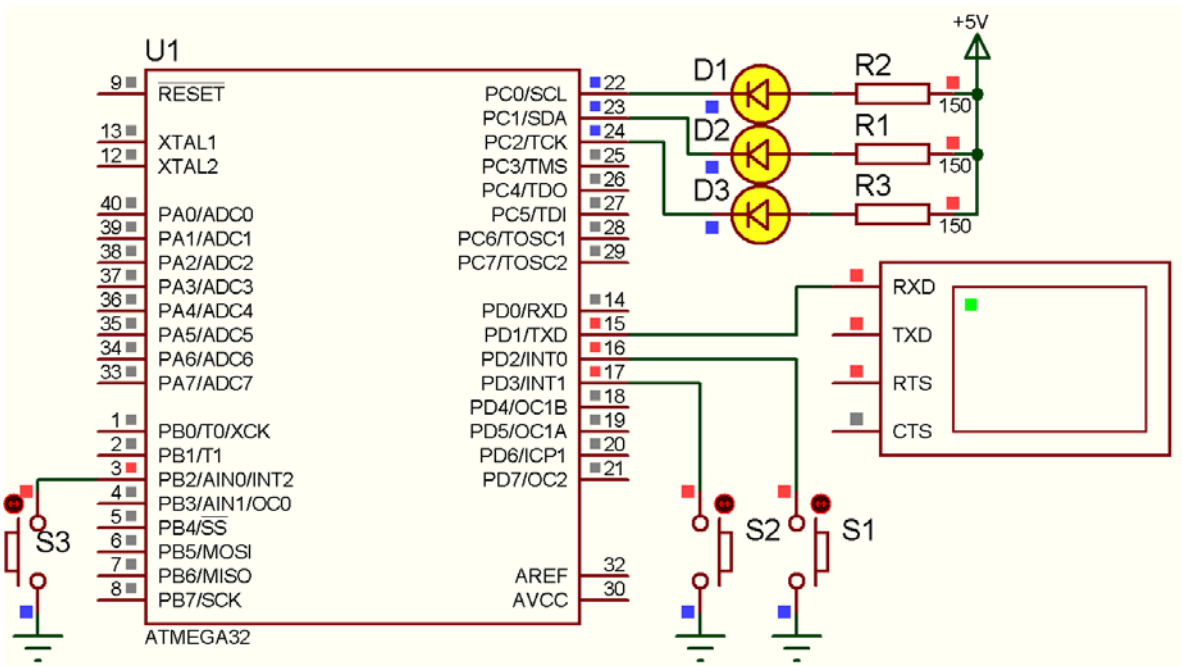 U1
+5V
9 RESET
13 XTAL1
12 XTAL2
40 PA0/ADC0
39 PA1/ADC1
38 PA2/ADC2
37 PA3/ADC3
36 PA4/ADC4
35 PA5/ADC5
34 PA6/ADC6
33 PA7/ADC7
1 PB0/T0/XCK
2 PB1/T1
3 PB2/AIN0/INT2
4 PB3/AIN1/OC0
5 PB4/SS
6 PB5/MOSI
7 PB6/MISO
8 PB7/SCK
PC0/SCL 22
PC1/SDA 23
PC2/TCK 24
PC3/TMS 25
PC4/TDO 26
PC5/TDI 27
PC6/TOSC1 28
PC7/TOSC2 29
PD0/RXD 14
PD1/TXD 15
PD2/INT0 16
PD3/INT1 17
PD4/OC1B 18
PD5/OC1A 19
PD6/ICP1 20
PD7/OC2 21
AREF 32
AVCC 30
ATMEGA32
D1 R2 150
D2 R1 150
D3 R3 150
RXD
TXD
RTS
CTS
S3
S2
S1